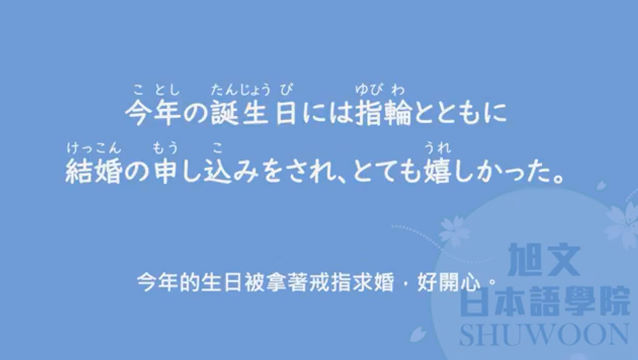 ことし たんじょうび ゆびわ
今年の誕生日には指輪とともに
けっこん もう こ うれ
結婚の申し込みをされ、とても嬉しかった。
今年的生日被拿著戒指求婚，好開心。
旭文
日本語學院
SHUWOON